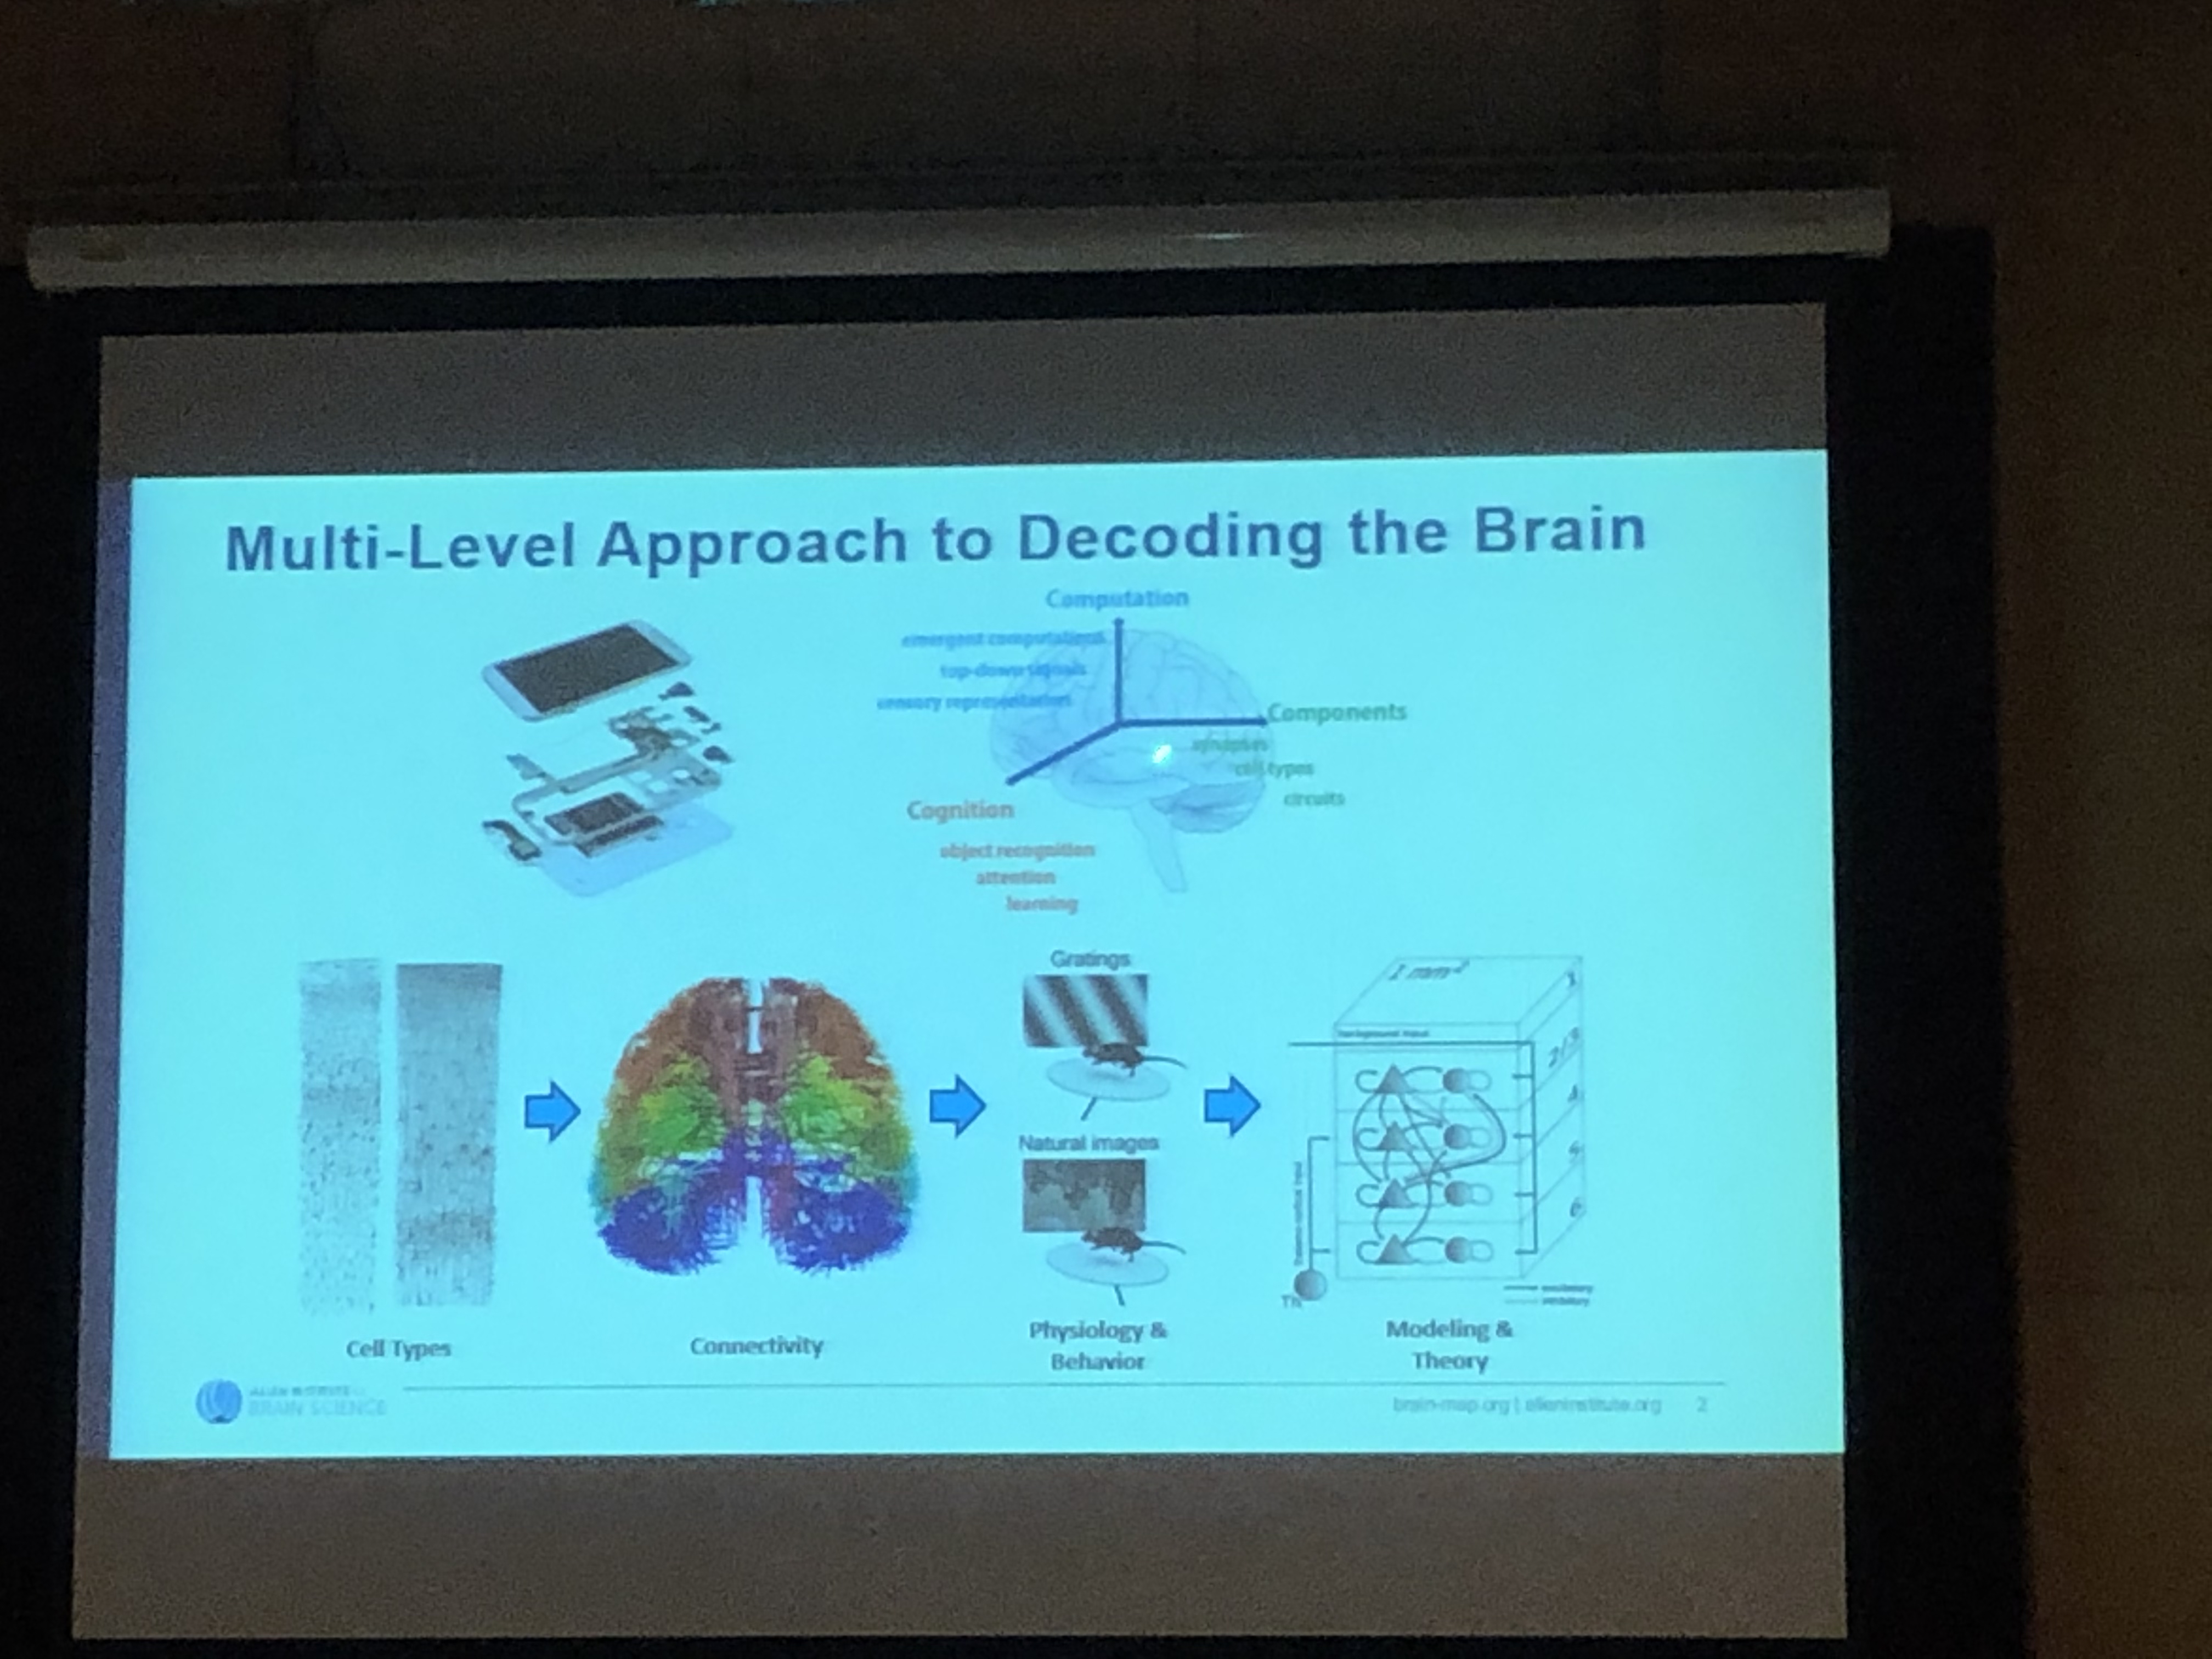 Multi-Level Approach to Decoding the Brain
Computation
emergent computations
top-down signals
sensory representation
Components
synapses
cell types
circuits
Cognition
object recognition
attention
learning
Gratings
Natural images
1 mm²
background input
1
2/3
4
5
6
Th
excitatory
inhibitory
Cell Types
Connectivity
Physiology &
Behavior
Modeling &
Theory
ALLEN INSTITUTE for
BRAIN SCIENCE
brain-map.org | alleninstitute.org
2